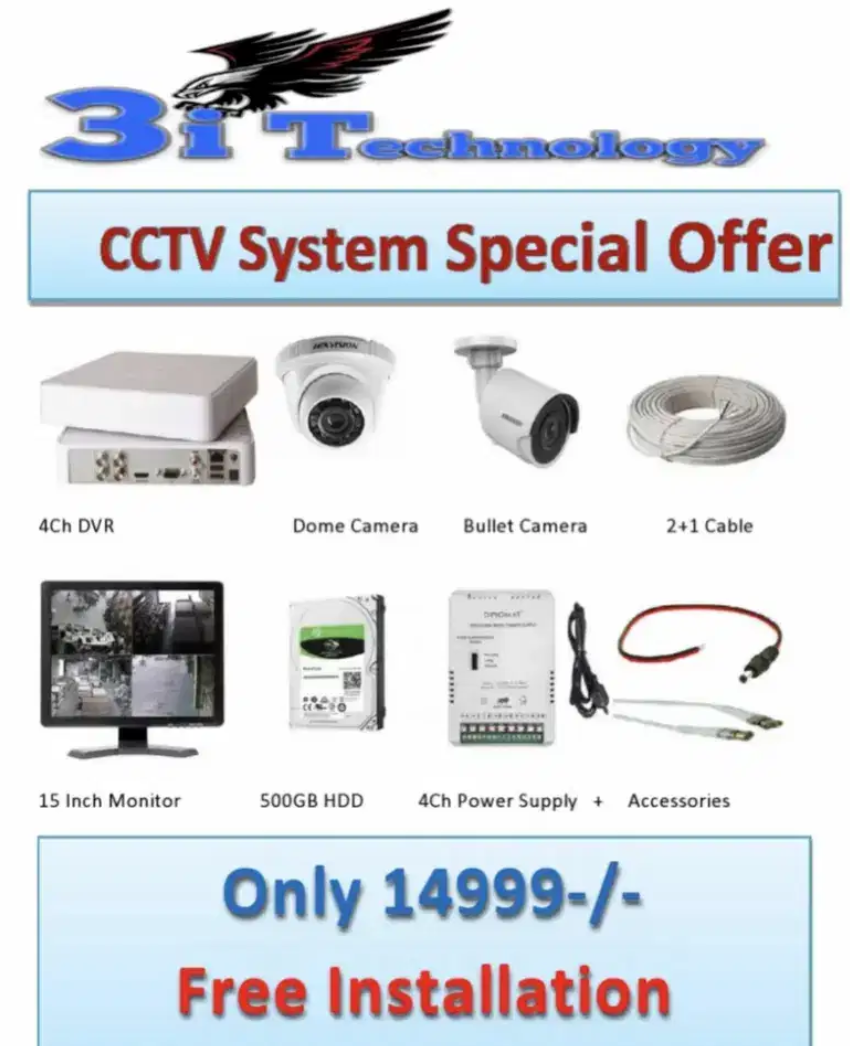 3i Technology
CCTV System Special Offer
HIKVISION
4Ch DVR
Dome Camera
Bullet Camera
2+1 Cable
15 Inch Monitor
500GB HDD
4Ch Power Supply + Accessories
Only 14999-/-
Free Installation